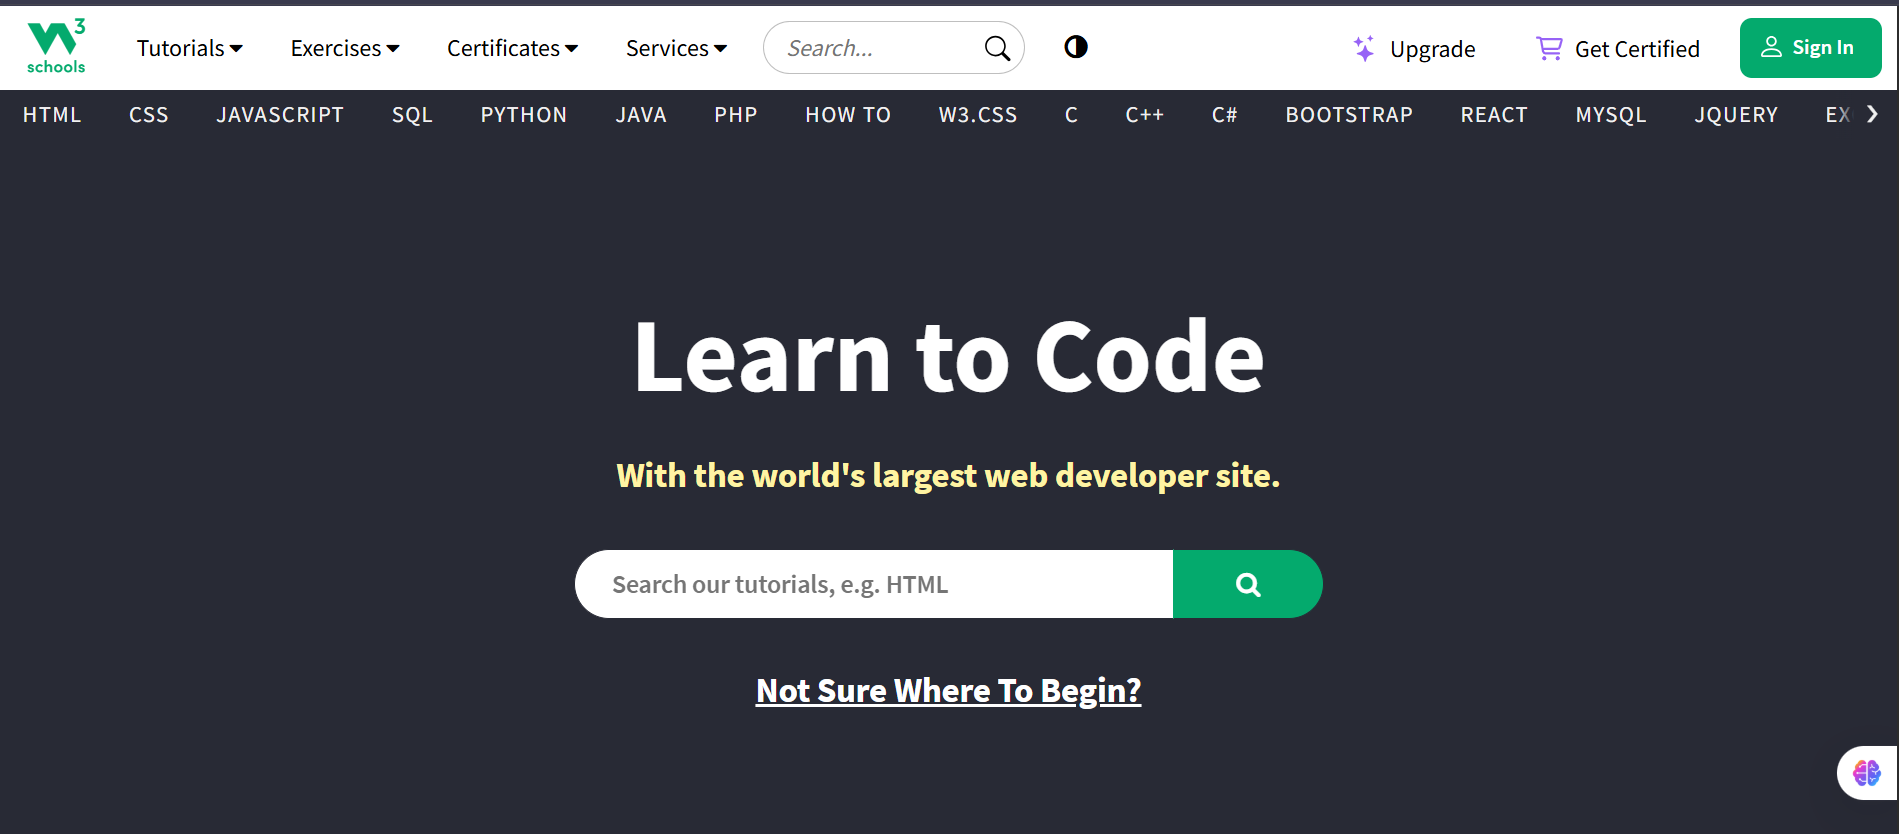 W3 schools
Tutorials Exercises Certificates Services Search... Upgrade Get Certified Sign In
HTML CSS JAVASCRIPT SQL PYTHON JAVA PHP HOW TO W3.CSS C C++ C# BOOTSTRAP REACT MYSQL JQUERY EX
Learn to Code
With the world's largest web developer site.
Search our tutorials, e.g. HTML
Not Sure Where To Begin?